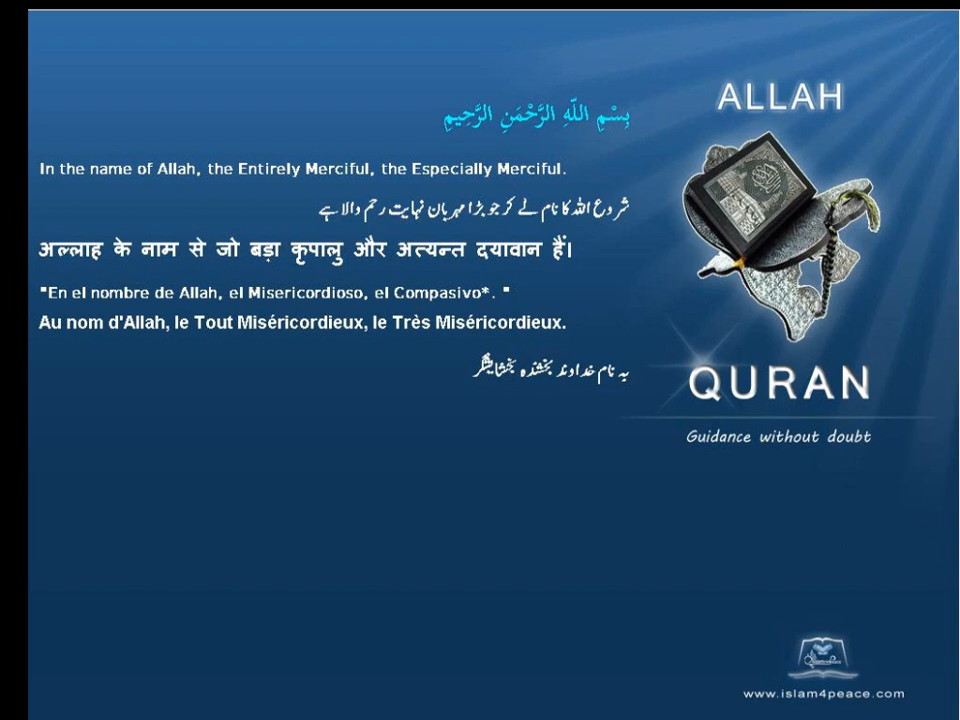 بِسْمِ اللَّهِ الرَّحْمَنِ الرَّحِيمِ
In the name of Allah, the Entirely Merciful, the Especially Merciful.
شروع اللہ کا نام لے کر جو بڑا مہربان نہایت رحم والا ہے
अल्लाह के नाम से जो बड़ा कृपालु और अत्यन्त दयावान हैं।
"En el nombre de Allah, el Misericordioso, el Compasivo*. "
Au nom d'Allah, le Tout Miséricordieux, le Très Miséricordieux.
به نام خداوند بخشنده بخشایشگر
ALLAH
QURAN
Guidance without doubt
www.islam4peace.com